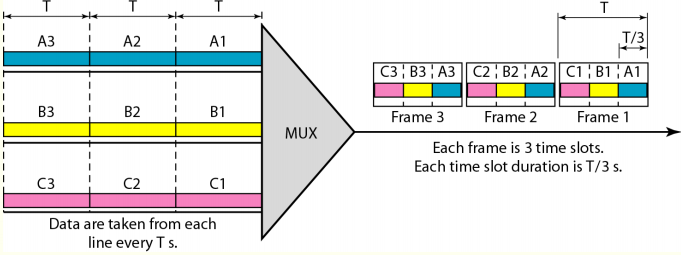 T T T
T
T/3
A3 A2 A1
C3 B3 A3 C2 B2 A2 C1 B1 A1
Frame 3 Frame 2 Frame 1
B3 B2 B1
MUX
Each frame is 3 time slots.
Each time slot duration is T/3 s.
C3 C2 C1
Data are taken from each
line every T s.